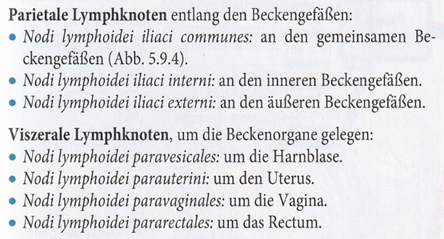 Parietale Lymphknoten entlang den Beckengefäßen:
• Nodi lymphoidei iliaci communes: an den gemeinsamen Be-
ckengefäßen (Abb. 5.9.4).
• Nodi lymphoidei iliaci interni: an den inneren Beckengefäßen.
• Nodi lymphoidei iliaci externi: an den äußeren Beckengefäßen.
Viszerale Lymphknoten, um die Beckenorgane gelegen:
• Nodi lymphoidei paravesicales: um die Harnblase.
• Nodi lymphoidei parauterini: um den Uterus.
• Nodi lymphoidei paravaginales: um die Vagina.
• Nodi lymphoidei pararectales: um das Rectum.